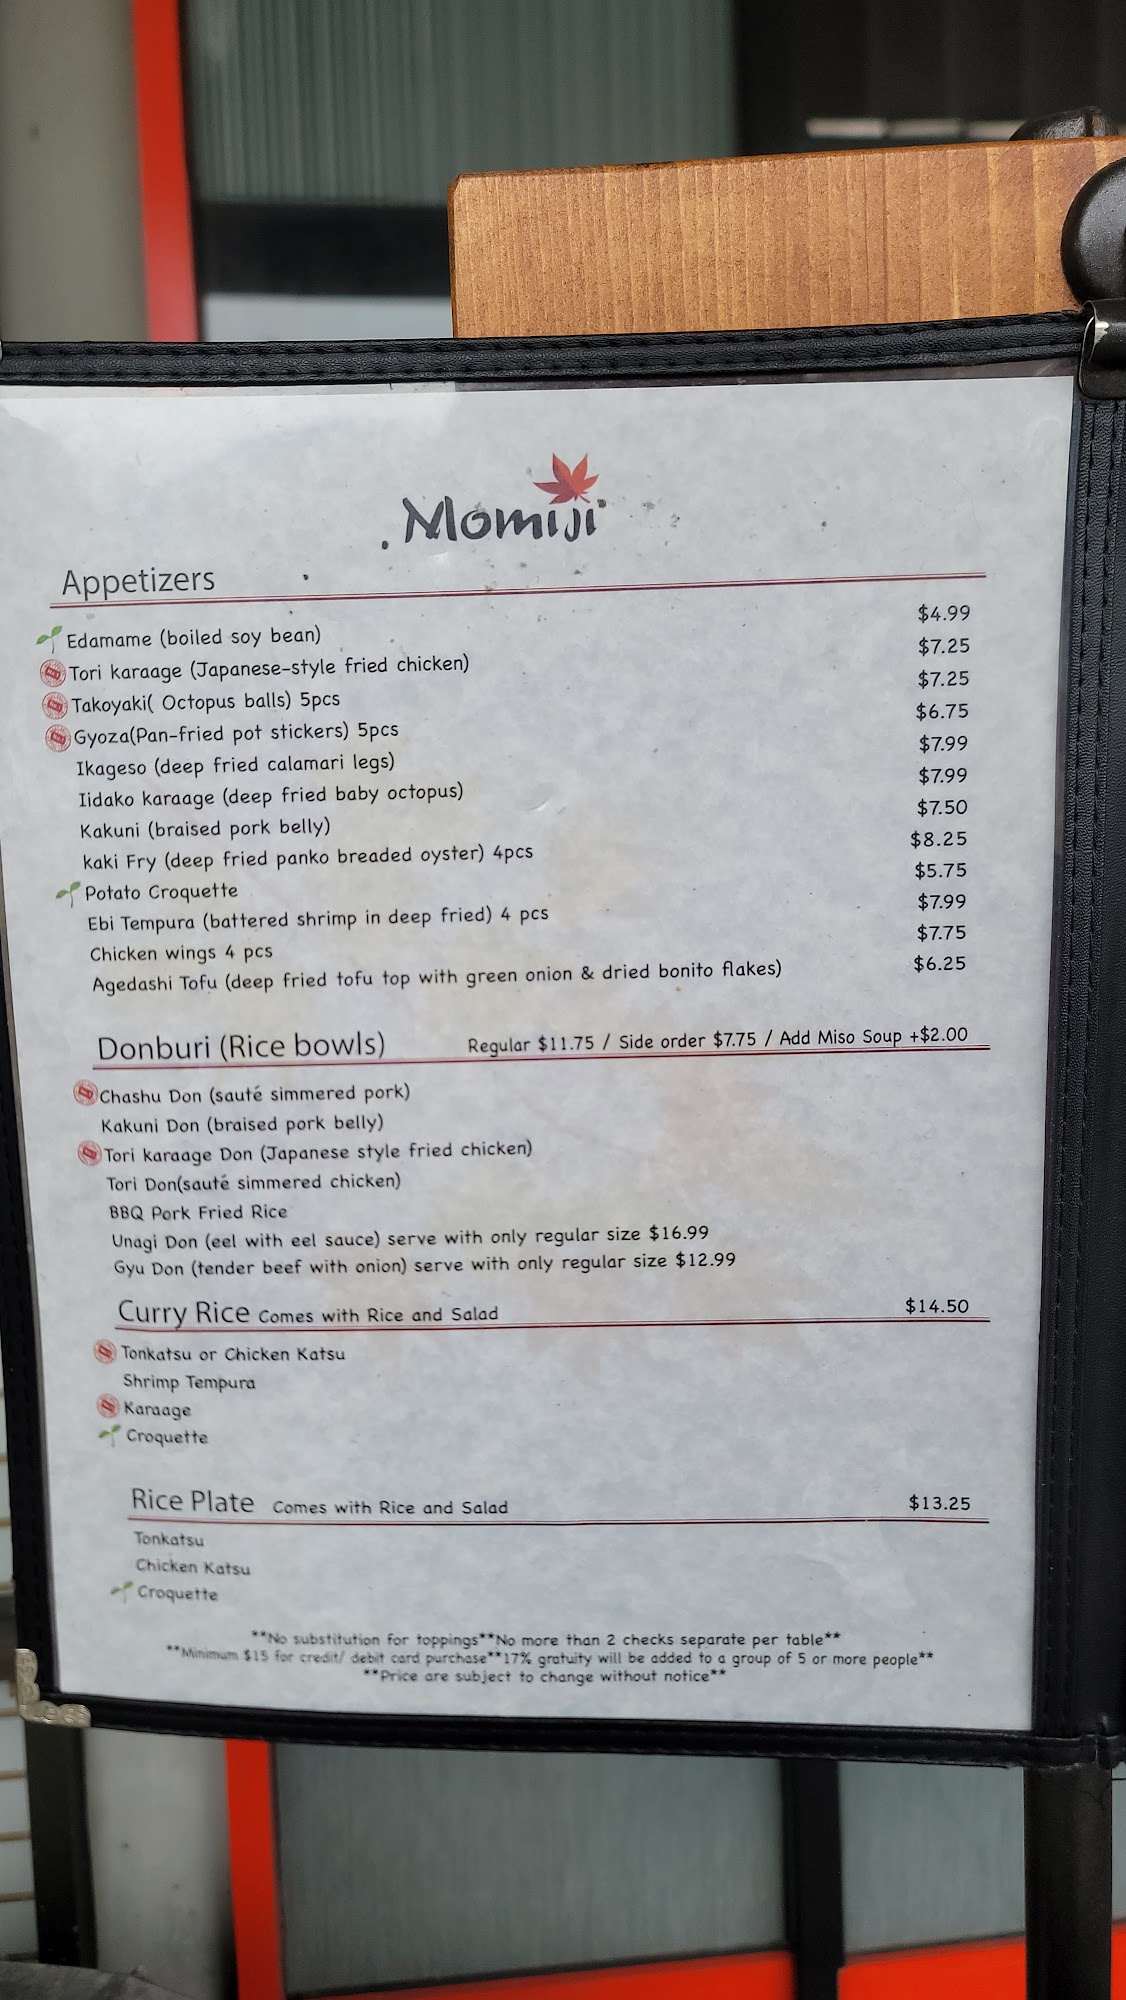 Momiji
Appetizers
Edamame (boiled soy bean) $4.99
Tori karaage (Japanese-style fried chicken) $7.25
Takoyaki( Octopus balls) 5pcs $7.25
Gyoza(Pan-fried pot stickers) 5pcs $6.75
Ikageso (deep fried calamari legs) $7.99
Iidako karaage (deep fried baby octopus) $7.99
Kakuni (braised pork belly) $7.50
kaki Fry (deep fried panko breaded oyster) 4pcs $8.25
Potato Croquette $5.75
Ebi Tempura (battered shrimp in deep fried) 4 pcs $7.99
Chicken wings 4 pcs $7.75
Agedashi Tofu (deep fried tofu top with green onion & dried bonito flakes) $6.25
Donburi (Rice bowls) Regular $11.75 / Side order $7.75 / Add Miso Soup +$2.00
Chashu Don (sauté simmered pork)
Kakuni Don (braised pork belly)
Tori karaage Don (Japanese style fried chicken)
Tori Don(sauté simmered chicken)
BBQ Pork Fried Rice
Unagi Don (eel with eel sauce) serve with only regular size $16.99
Gyu Don (tender beef with onion) serve with only regular size $12.99
Curry Rice Comes with Rice and Salad $14.50
Tonkatsu or Chicken Katsu
Shrimp Tempura
Karaage
Croquette
Rice Plate Comes with Rice and Salad $13.25
Tonkatsu
Chicken Katsu
Croquette
**No substitution for toppings**No more than 2 checks separate per table**
**Minimum $15 for credit/ debit card purchase**17% gratuity will be added to a group of 5 or more people**
**Price are subject to change without notice**